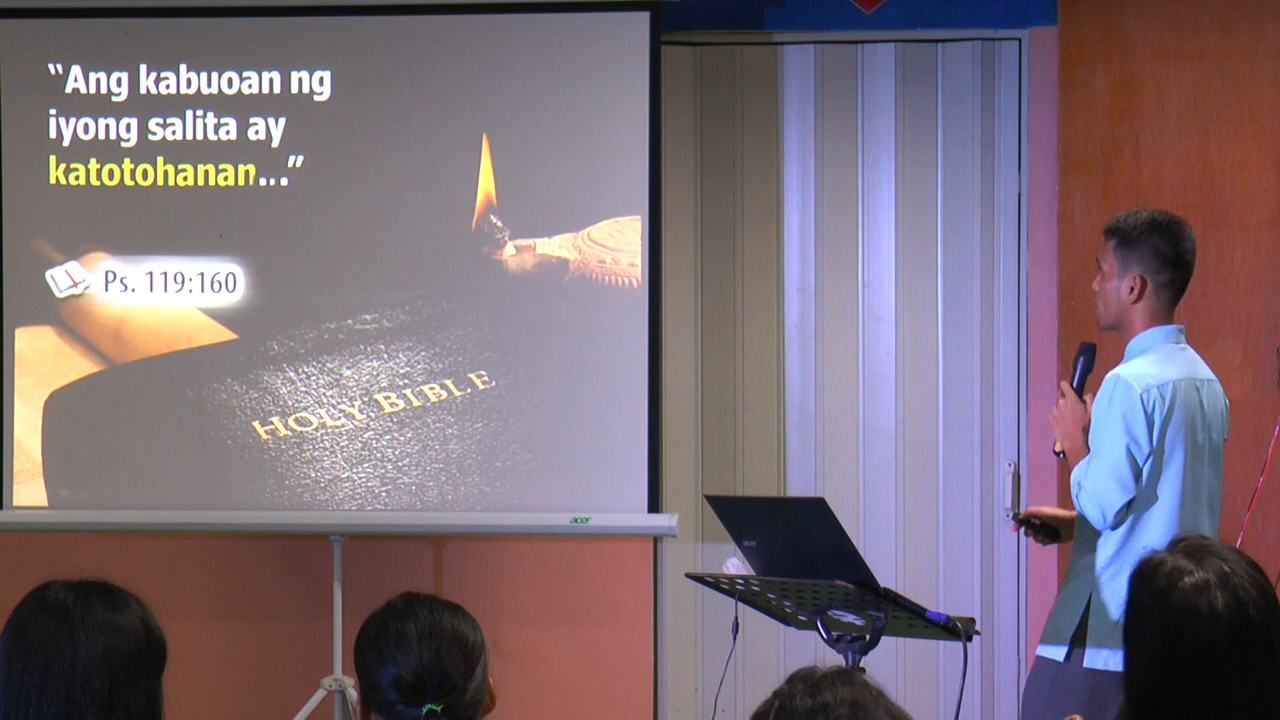 “Ang kabuoan ng
iyong salita ay
katotohanan...”
Ps. 119:160
HOLY BIBLE
acer